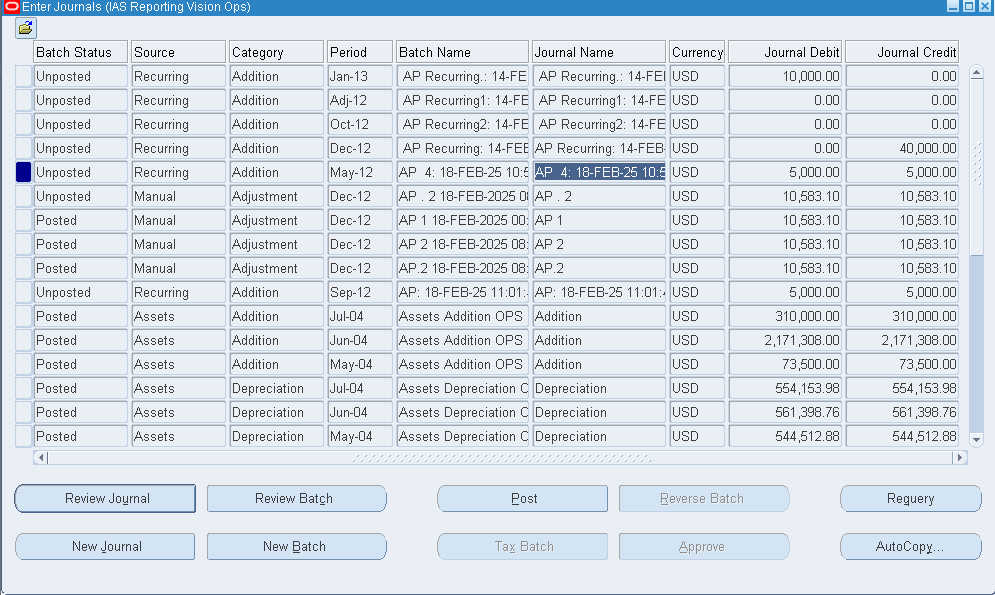 Enter Journals (IAS Reporting Vision Ops)
Batch Status Source Category Period Batch Name Journal Name Currency Journal Debit Journal Credit
Unposted Recurring Addition Jan-13 AP Recurring.: 14-FE AP Recurring.: 14-FEI USD 10,000.00 0.00
Unposted Recurring Addition Adj-12 AP Recurring1: 14-FE AP Recurring1: 14-FE USD 0.00 0.00
Unposted Recurring Addition Oct-12 AP Recurring2: 14-FE AP Recurring2: 14-FE USD 0.00 0.00
Unposted Recurring Addition Dec-12 AP Recurring: 14-FEB AP Recurring: 14-FEB- USD 0.00 40,000.00
Unposted Recurring Addition May-12 AP 4: 18-FEB-25 10:5 AP 4: 18-FEB-25 10:5 USD 5,000.00 5,000.00
Unposted Manual Adjustment Dec-12 AP . 2 18-FEB-2025 08 AP . 2 USD 10,583.10 10,583.10
Posted Manual Adjustment Dec-12 AP 1 18-FEB-2025 00: AP 1 USD 10,583.10 10,583.10
Posted Manual Adjustment Dec-12 AP 2 18-FEB-2025 08: AP 2 USD 10,583.10 10,583.10
Posted Manual Adjustment Dec-12 AP.2 18-FEB-2025 08: AP.2 USD 10,583.10 10,583.10
Unposted Recurring Addition Sep-12 AP: 18-FEB-25 11:01: AP: 18-FEB-25 11:01:4 USD 5,000.00 5,000.00
Posted Assets Addition Jul-04 Assets Addition OPS Addition USD 310,000.00 310,000.00
Posted Assets Addition Jun-04 Assets Addition OPS Addition USD 2,171,308.00 2,171,308.00
Posted Assets Addition May-04 Assets Addition OPS Addition USD 73,500.00 73,500.00
Posted Assets Depreciation Jul-04 Assets Depreciation O Depreciation USD 554,153.98 554,153.98
Posted Assets Depreciation Jun-04 Assets Depreciation O Depreciation USD 561,398.76 561,398.76
Posted Assets Depreciation May-04 Assets Depreciation O Depreciation USD 544,512.88 544,512.88
Review Journal Review Batch Post Reverse Batch Requery
New Journal New Batch Tax Batch Approve AutoCopy...